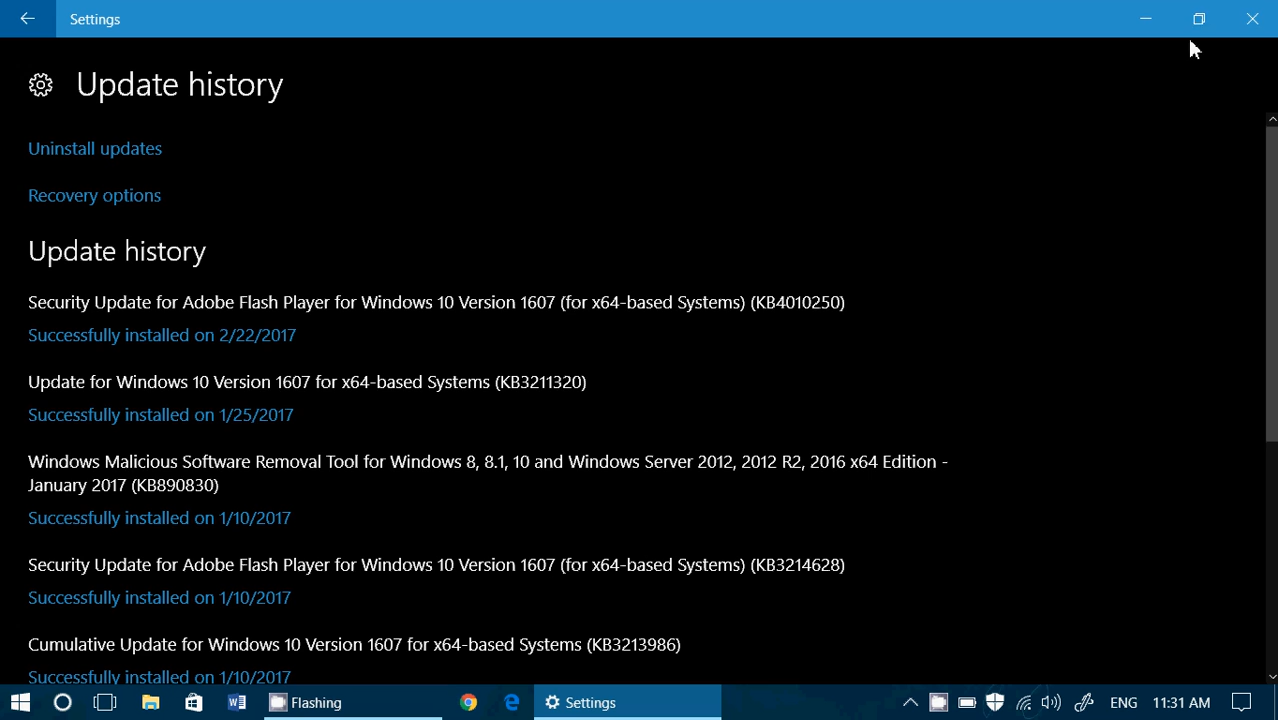 Settings
Update history
Uninstall updates
Recovery options
Update history
Security Update for Adobe Flash Player for Windows 10 Version 1607 (for x64-based Systems) (KB4010250)
Successfully installed on 2/22/2017
Update for Windows 10 Version 1607 for x64-based Systems (KB3211320)
Successfully installed on 1/25/2017
Windows Malicious Software Removal Tool for Windows 8, 8.1, 10 and Windows Server 2012, 2012 R2, 2016 x64 Edition -
January 2017 (KB890830)
Successfully installed on 1/10/2017
Security Update for Adobe Flash Player for Windows 10 Version 1607 (for x64-based Systems) (KB3214628)
Successfully installed on 1/10/2017
Cumulative Update for Windows 10 Version 1607 for x64-based Systems (KB3213986)
Successfully installed on 1/10/2017
Flashing
Settings
ENG
11:31 AM